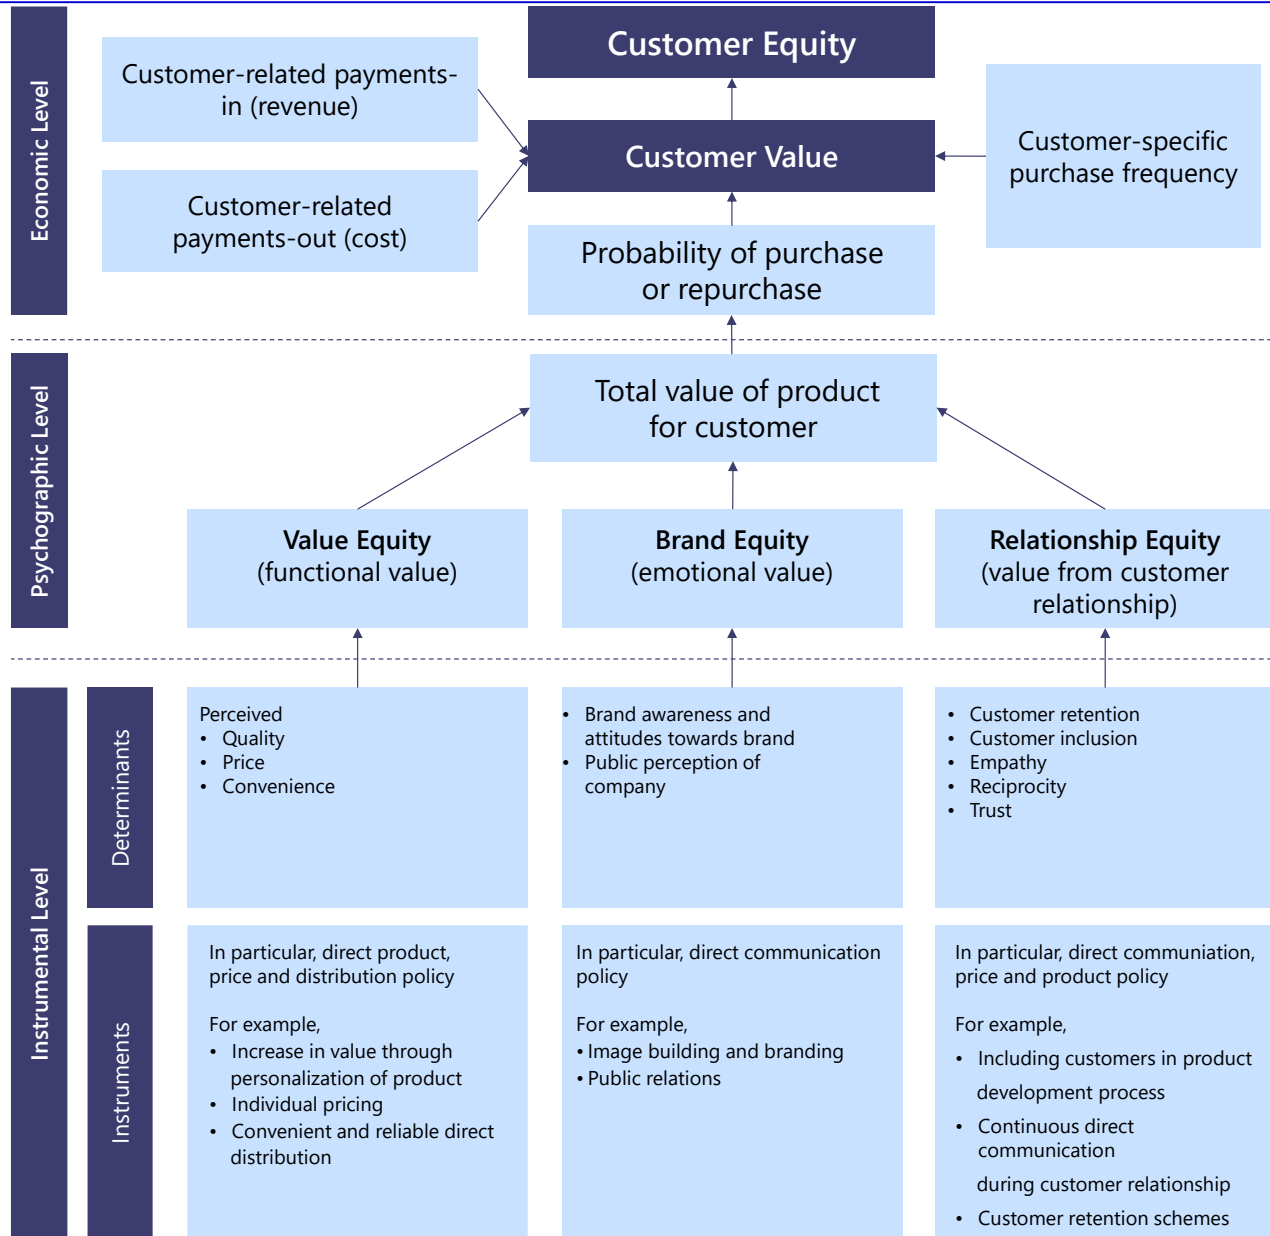 Economic Level
Customer Equity
Customer-related payments-
in (revenue)
Customer Value
Customer-specific
purchase frequency
Customer-related
payments-out (cost)
Probability of purchase
or repurchase
Psychographic Level
Total value of product
for customer
Value Equity
(functional value)
Brand Equity
(emotional value)
Relationship Equity
(value from customer
relationship)
Instrumental Level
Determinants
Perceived
• Quality
• Price
• Convenience
• Brand awareness and
attitudes towards brand
• Public perception of
company
• Customer retention
• Customer inclusion
• Empathy
• Reciprocity
• Trust
Instruments
In particular, direct product,
price and distribution policy
For example,
• Increase in value through
personalization of product
• Individual pricing
• Convenient and reliable direct
distribution
In particular, direct communication
policy
For example,
• Image building and branding
• Public relations
In particular, direct communiation,
price and product policy
For example,
• Including customers in product
development process
• Continuous direct
communication
during customer relationship
• Customer retention schemes